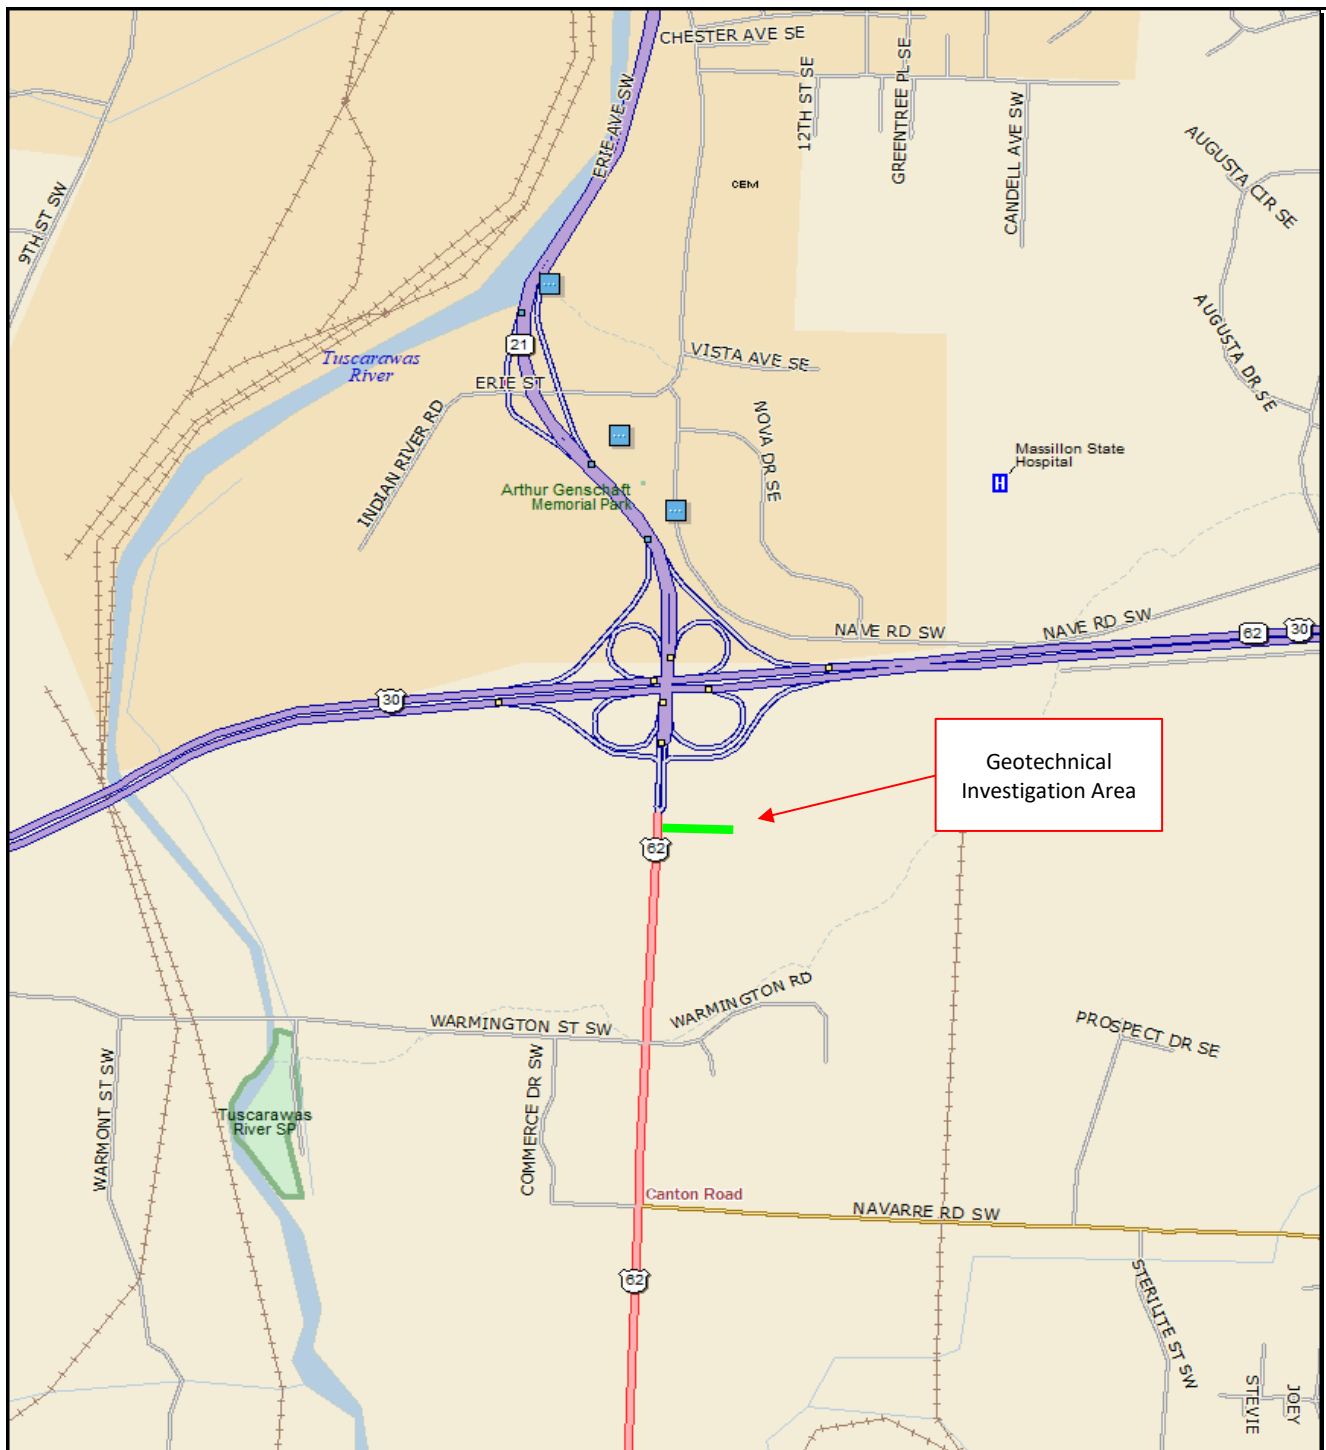 CHESTER AVE SE
ERIE AVE SW
12TH ST SE
GREENTREE PL SE
CANDELL AVE SW
AUGUSTA CIR SE
9TH ST SW
CEM
AUGUSTA DR SE
21
Tuscarawas
River
VISTA AVE SE
ERIE ST
INDIAN RIVER RD
NOVA DR SE
Massillon State
Hospital
H
Arthur Genschaft
Memorial Park
NAVE RD SW
NAVE RD SW
62
30
30
Geotechnical
Investigation Area
62
WARMINGTON RD
WARMINGTON ST SW
PROSPECT DR SE
WARMONT ST SW
COMMERCE DR SW
Tuscarawas
River SP
Canton Road
NAVARRE RD SW
62
STERILITE ST SW
STEVIE
JOEY